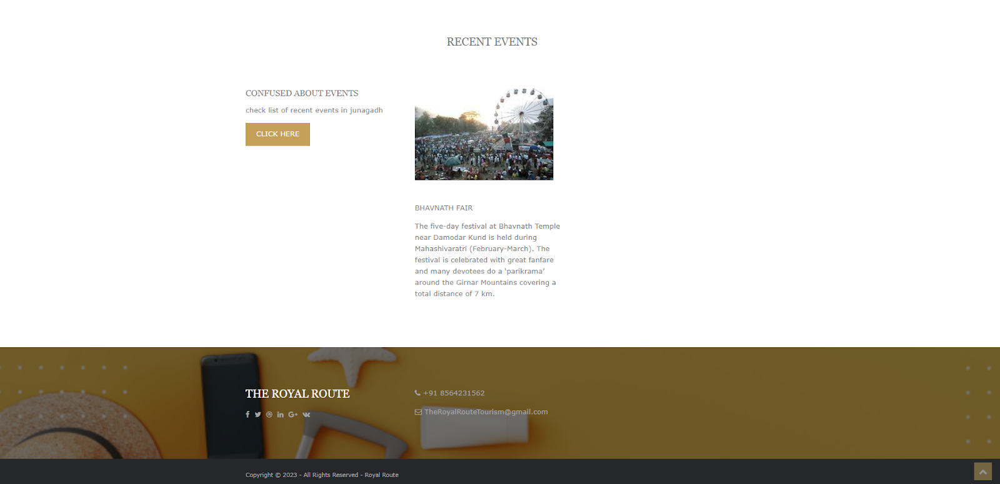 RECENT EVENTS
CONFUSED ABOUT EVENTS
check list of recent events in junagadh
CLICK HERE
BHAVNATH FAIR
The five-day festival at Bhavnath Temple
near Damodar Kund is held during
Mahashivaratri (February-March). The
festival is celebrated with great fanfare
and many devotees do a ‘parikrama’
around the Girnar Mountains covering a
total distance of 7 km.
THE ROYAL ROUTE
+91 8564231562
TheRoyalRouteTourism@gmail.com
Copyright © 2023 - All Rights Reserved - Royal Route